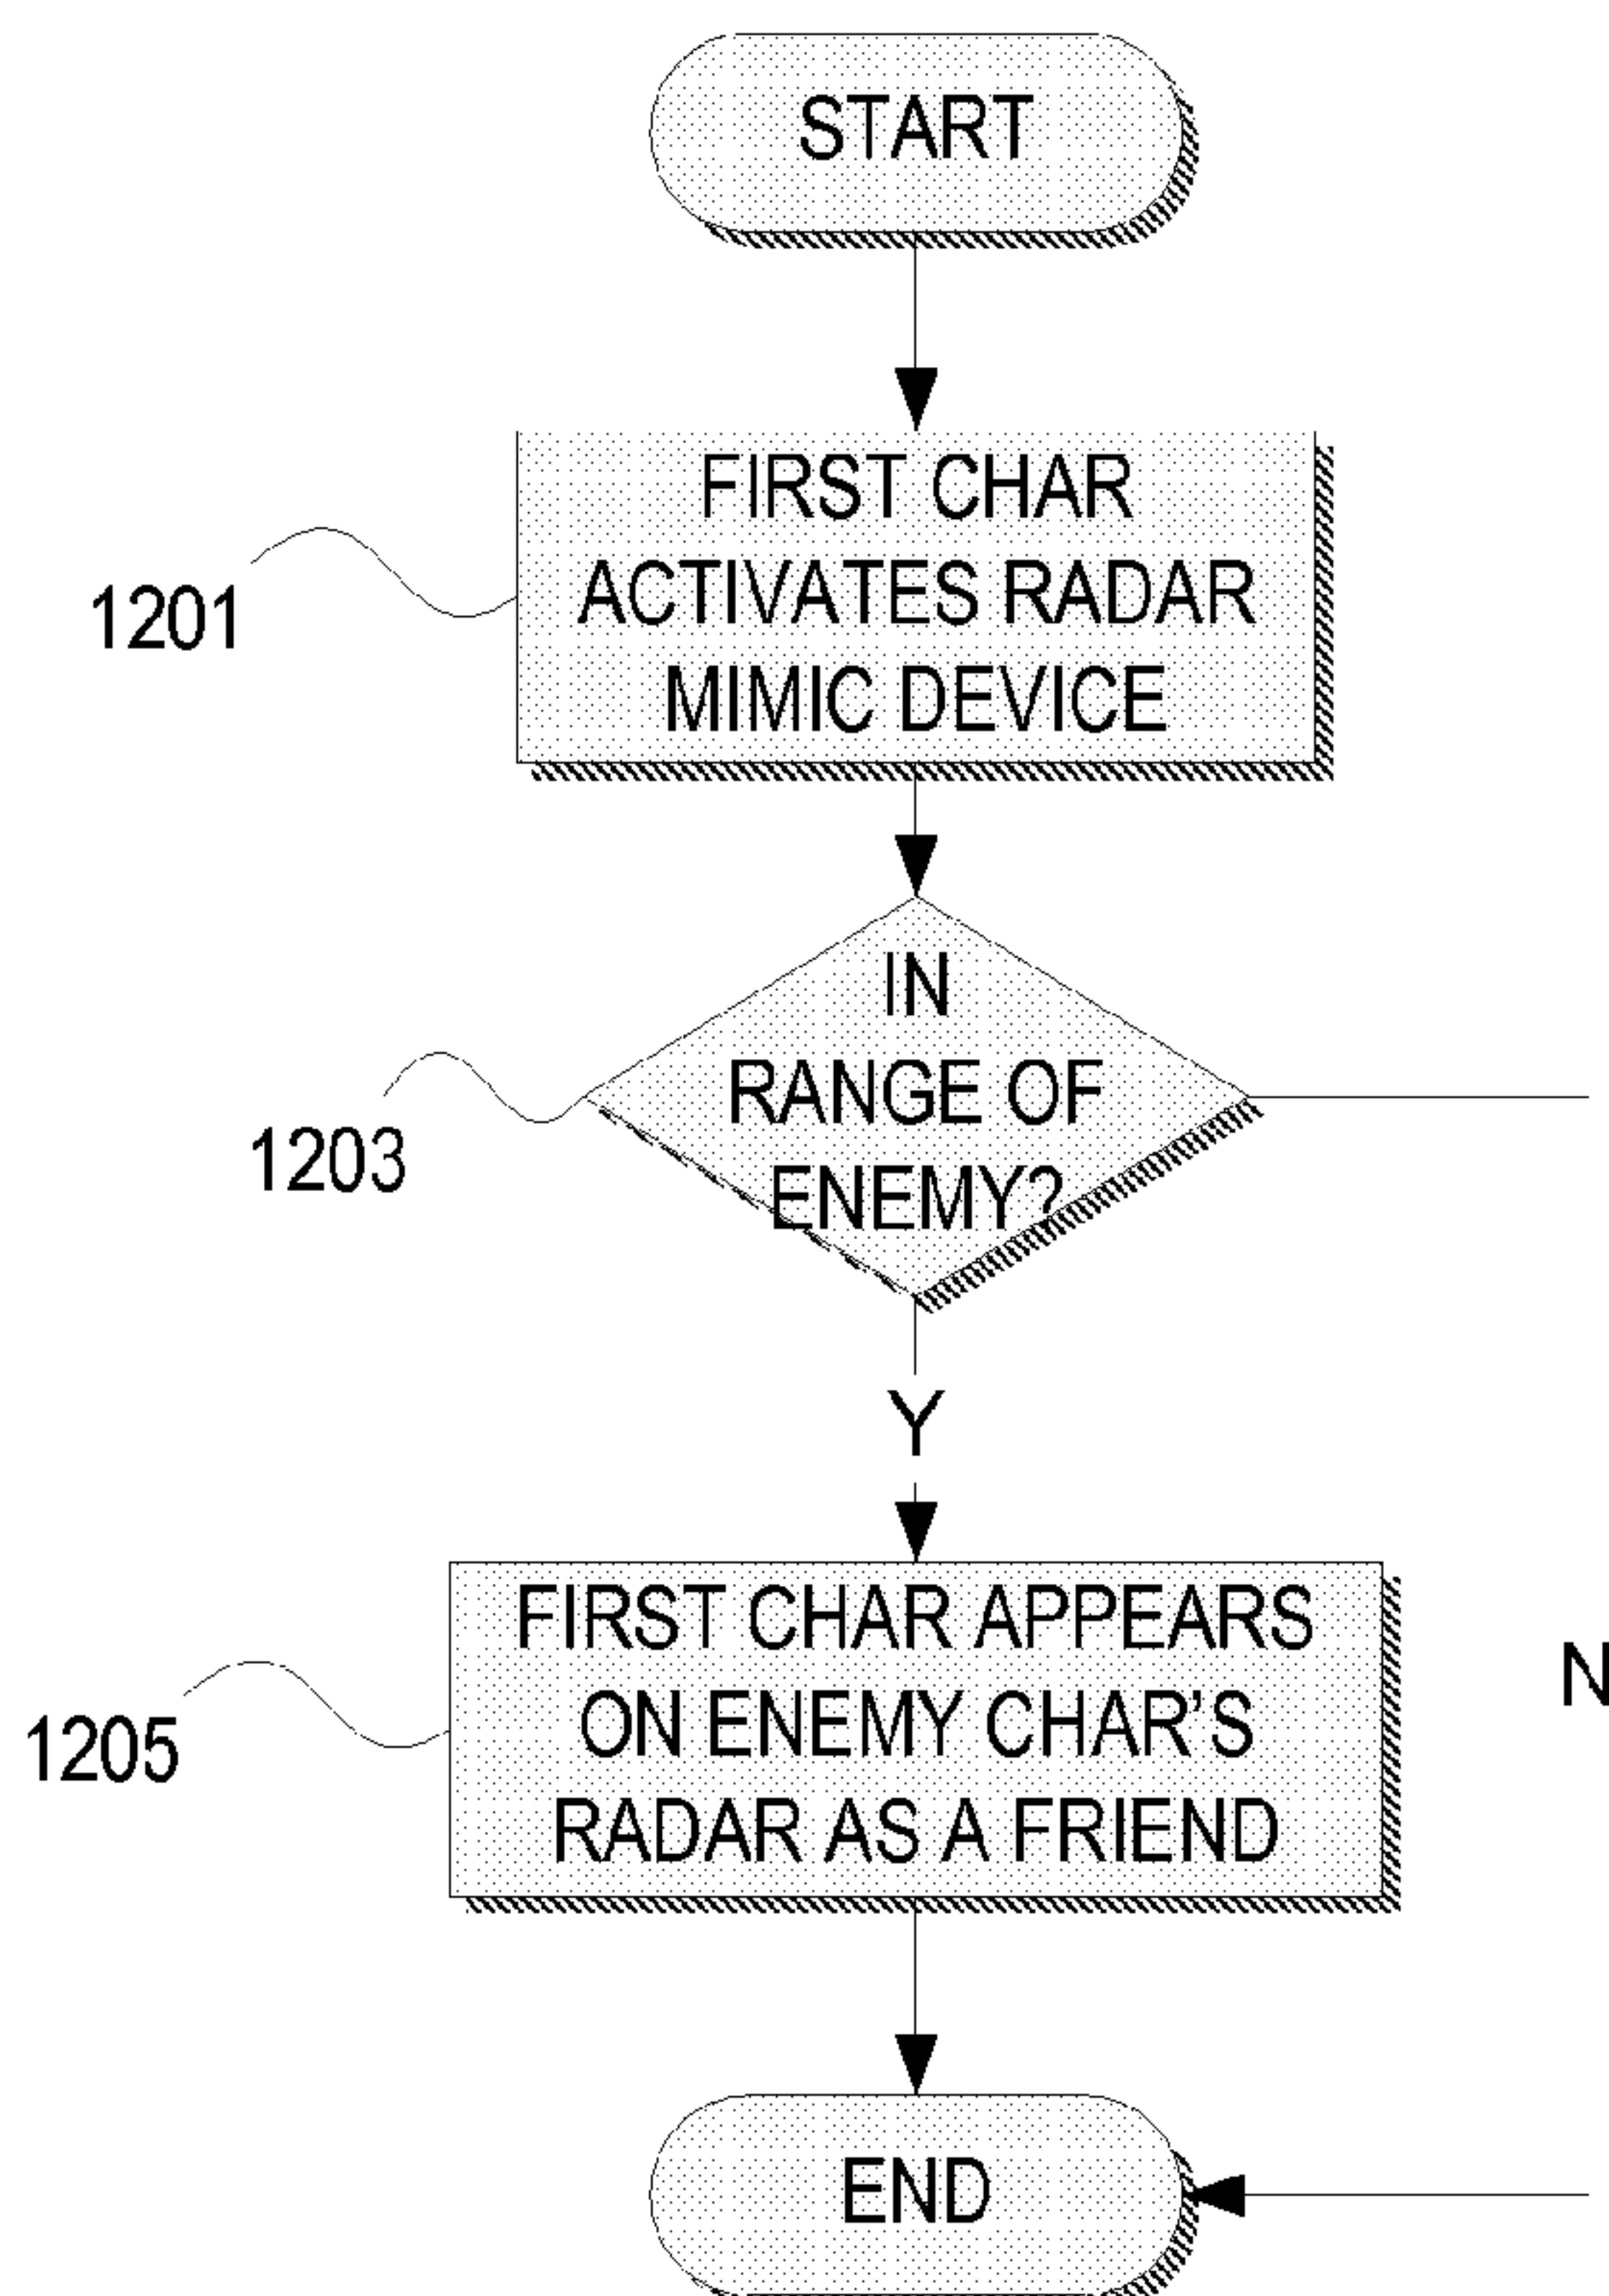 START
FIRST CHAR
ACTIVATES RADAR
MIMIC DEVICE
1201
IN
RANGE OF
ENEMY?
1203
Y
FIRST CHAR APPEARS
ON ENEMY CHAR'S
RADAR AS A FRIEND
1205
N
END